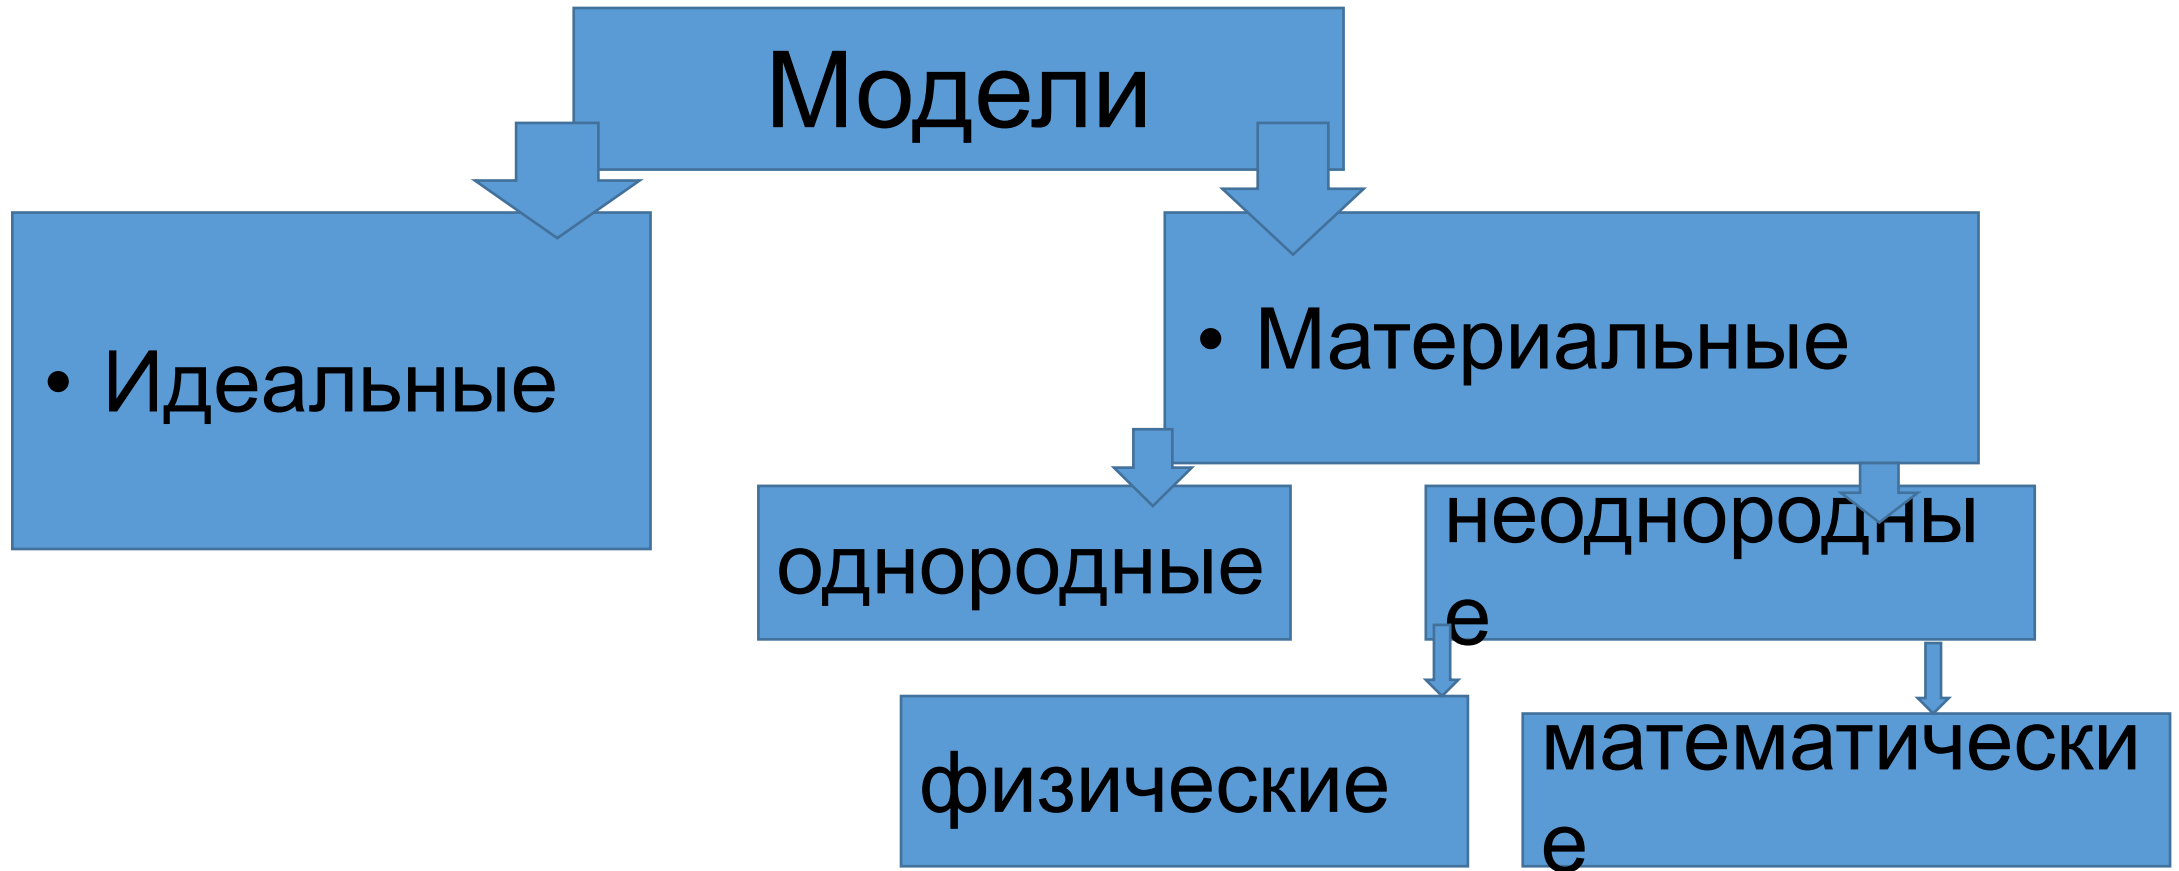 Модели
• Идеальные
• Материальные
однородные
неоднородны
е
физические
математически
е